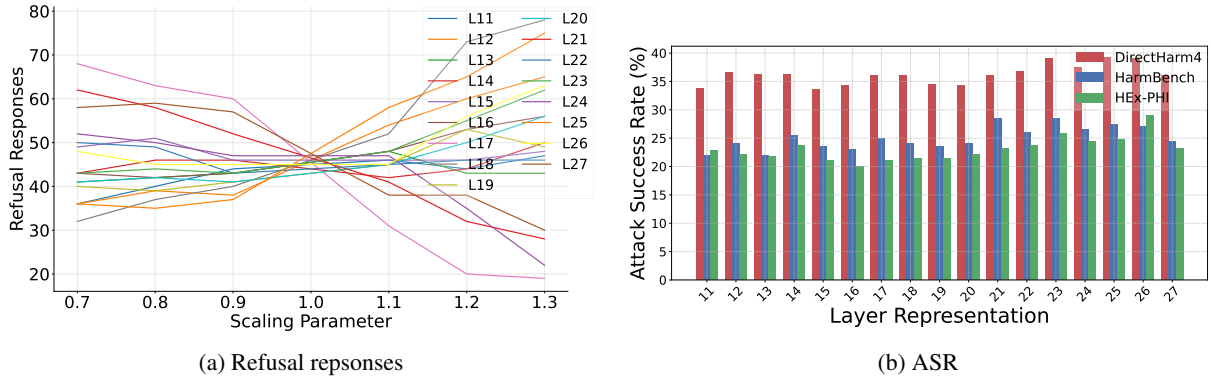 80
70
60
50
40
30
20
Refusal Responses
0.7 0.8 0.9 1.0 1.1 1.2 1.3
Scaling Parameter
L11 L20
L12 L21
L13 L22
L14 L23
L15 L24
L16 L25
L17 L26
L18 L27
L19
(a) Refusal repsonses
40
35
30
25
20
15
10
5
0
Attack Success Rate (%)
11 12 13 14 15 16 17 18 19 20 21 22 23 24 25 26 27
Layer Representation
DirectHarm4
HarmBench
HEx-PHI
(b) ASR